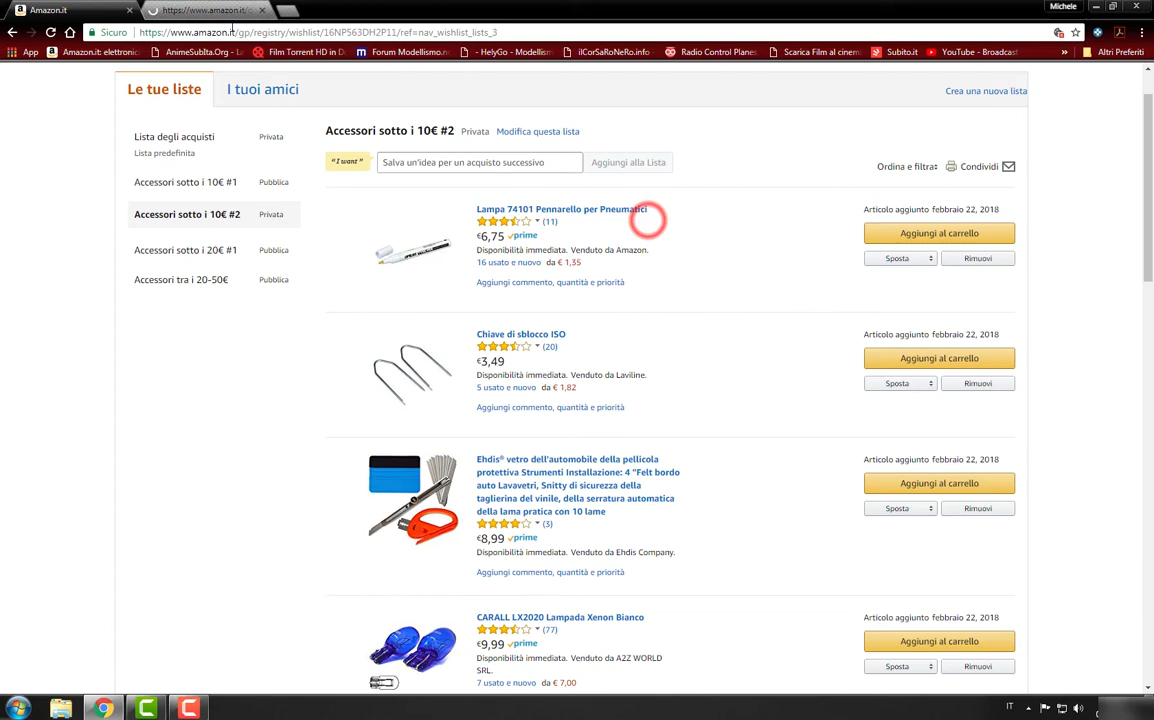 Michele
Amazon.it
https://www.amazon.it/
Sicuro
https://www.amazon.it/gp/registry/wishlist/16NP563DH2P11/ref=nav_wishlist_lists_3
App
Amazon.it: elettronic
AnimeSubIta.Org - La
Film Torrent HD in D
Forum Modellismo.n
- HelyGo - Modellism
ilCorSaRoNeRo.info -
Radio Control Planes
Scarica Film al cinem
Subito.it
YouTube - Broadcast
»
Altri Preferiti
Le tue liste
I tuoi amici
Crea una nuova lista
Lista degli acquisti
Privata
Lista predefinita
Accessori sotto i 10€ #1
Pubblica
Accessori sotto i 10€ #2
Privata
Accessori sotto i 20€ #1
Pubblica
Accessori tra i 20-50€
Pubblica
Accessori sotto i 10€ #2 Privata Modifica questa lista
"I want"
Salva un'idea per un acquisto successivo
Aggiungi alla Lista
Ordina e filtra
Condividi
Lampa 74101 Pennarello per Pneumatici
(11)
€6,75 prime
Disponibilità immediata. Venduto da Amazon.
16 usato e nuovo da € 1,35
Aggiungi commento, quantità e priorità
Articolo aggiunto febbraio 22, 2018
Aggiungi al carrello
Sposta
Rimuovi
Chiave di sblocco ISO
(20)
€3,49
Disponibilità immediata. Venduto da Laviline.
5 usato e nuovo da € 1,82
Aggiungi commento, quantità e priorità
Articolo aggiunto febbraio 22, 2018
Aggiungi al carrello
Sposta
Rimuovi
Ehdis® vetro dell'automobile della pellicola
protettiva Strumenti Installazione: 4 "Felt bordo
auto Lavavetri, Snitty di sicurezza della
taglierina del vinile, della serratura automatica
della lama pratica con 10 lame
(3)
€8,99 prime
Disponibilità immediata. Venduto da Ehdis Company.
Aggiungi commento, quantità e priorità
Articolo aggiunto febbraio 22, 2018
Aggiungi al carrello
Sposta
Rimuovi
CARALL LX2020 Lampada Xenon Bianco
(77)
€9,99 prime
Disponibilità immediata. Venduto da A2Z WORLD
SRL.
7 usato e nuovo da € 7,00
Articolo aggiunto febbraio 22, 2018
Aggiungi al carrello
Sposta
Rimuovi
IT